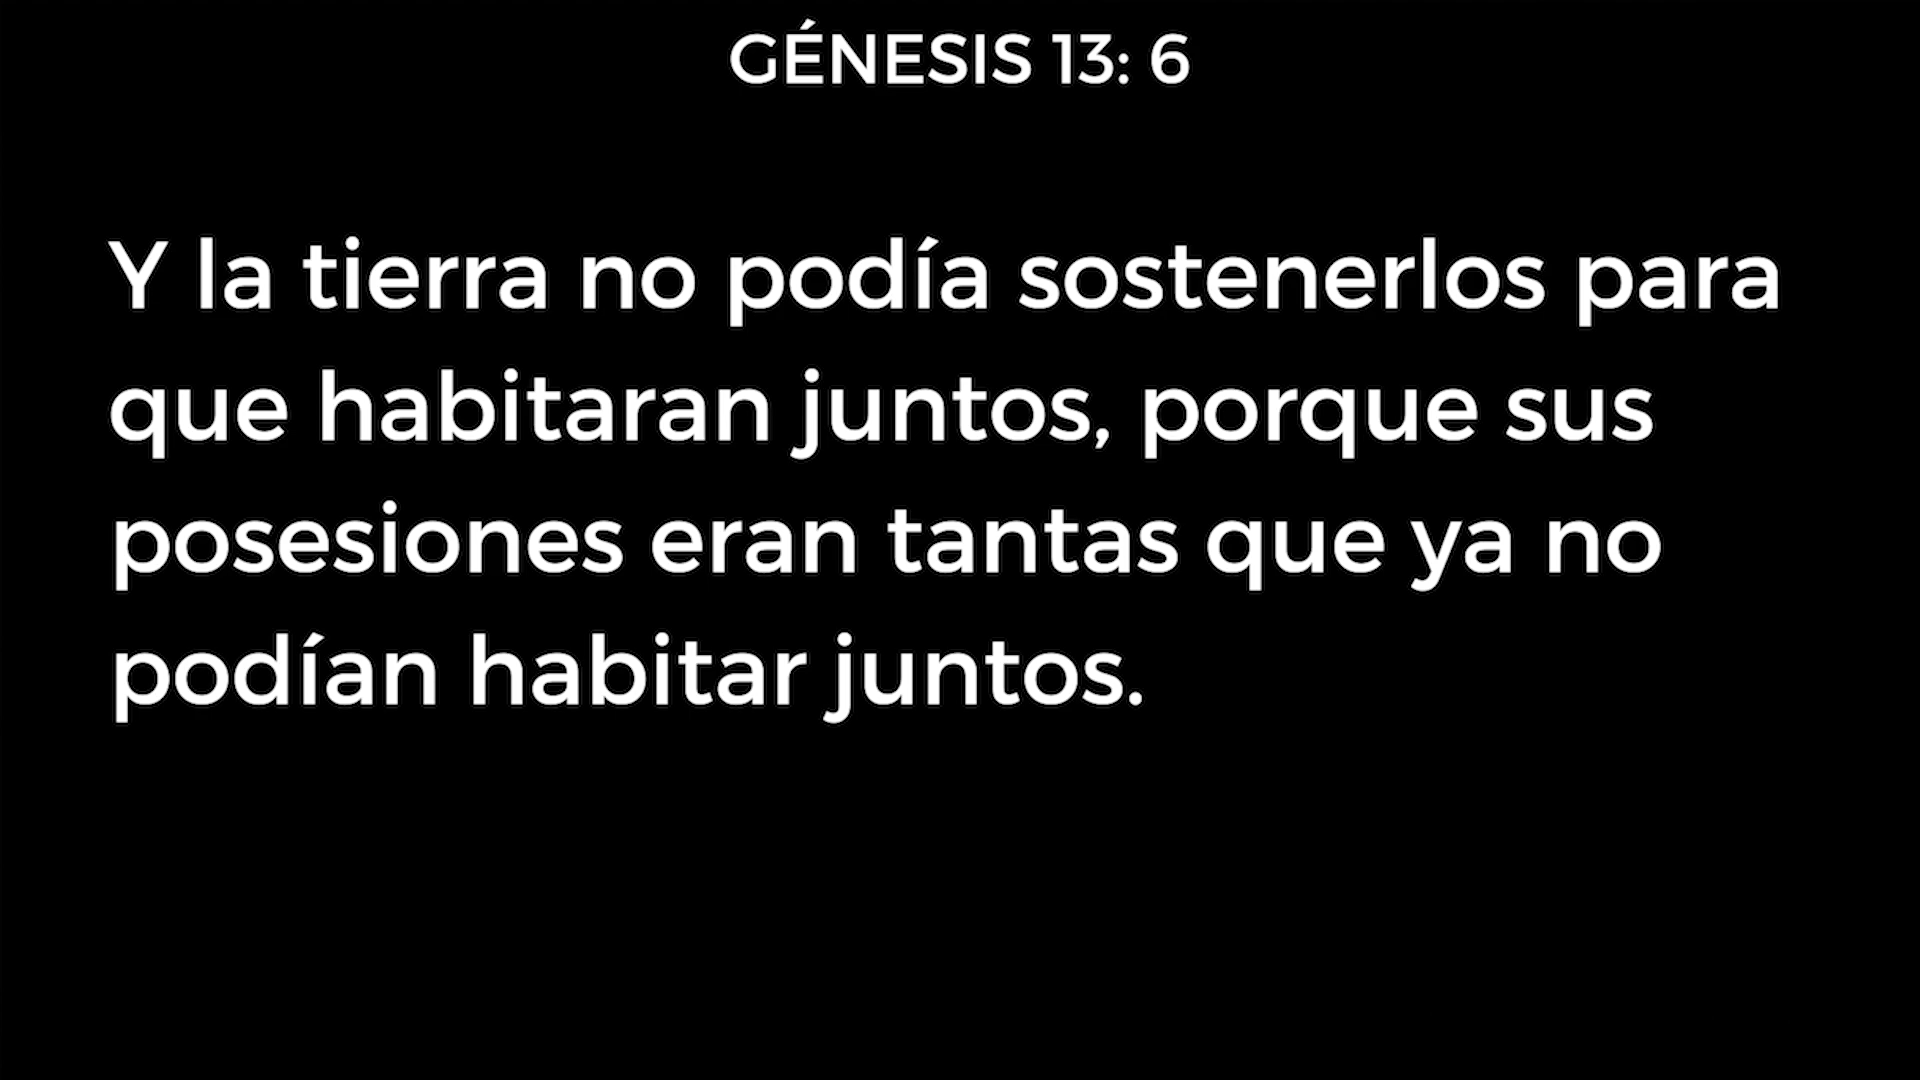 GÉNESIS 13: 6
Y la tierra no podía sostenerlos para
que habitaran juntos, porque sus
posesiones eran tantas que ya no
podían habitar juntos.